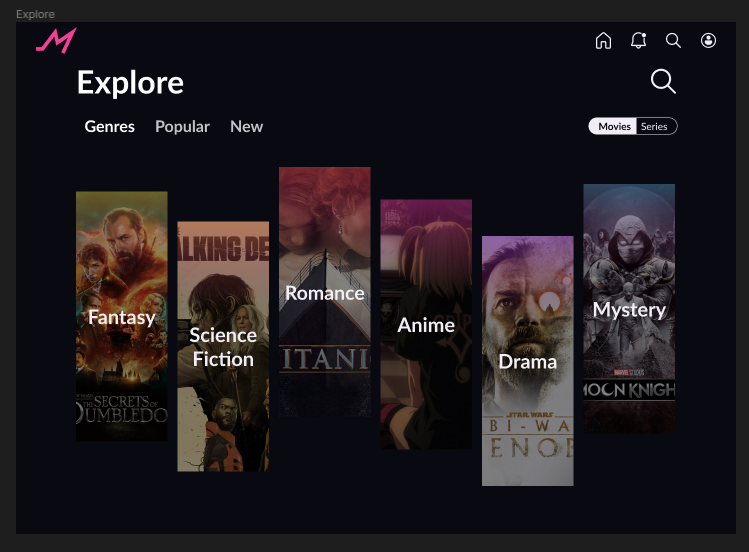 Explore
Explore
Genres Popular New
Movies Series
ALKING DE
Fantasy
Science
Fiction
Romance
Anime
Drama
Mystery
ITANI
MARVEL STUDIOS
MOON KNIGH
THE SECRETS OF
DUMBLEDO
STAR WARS
BI-WA
ENOB